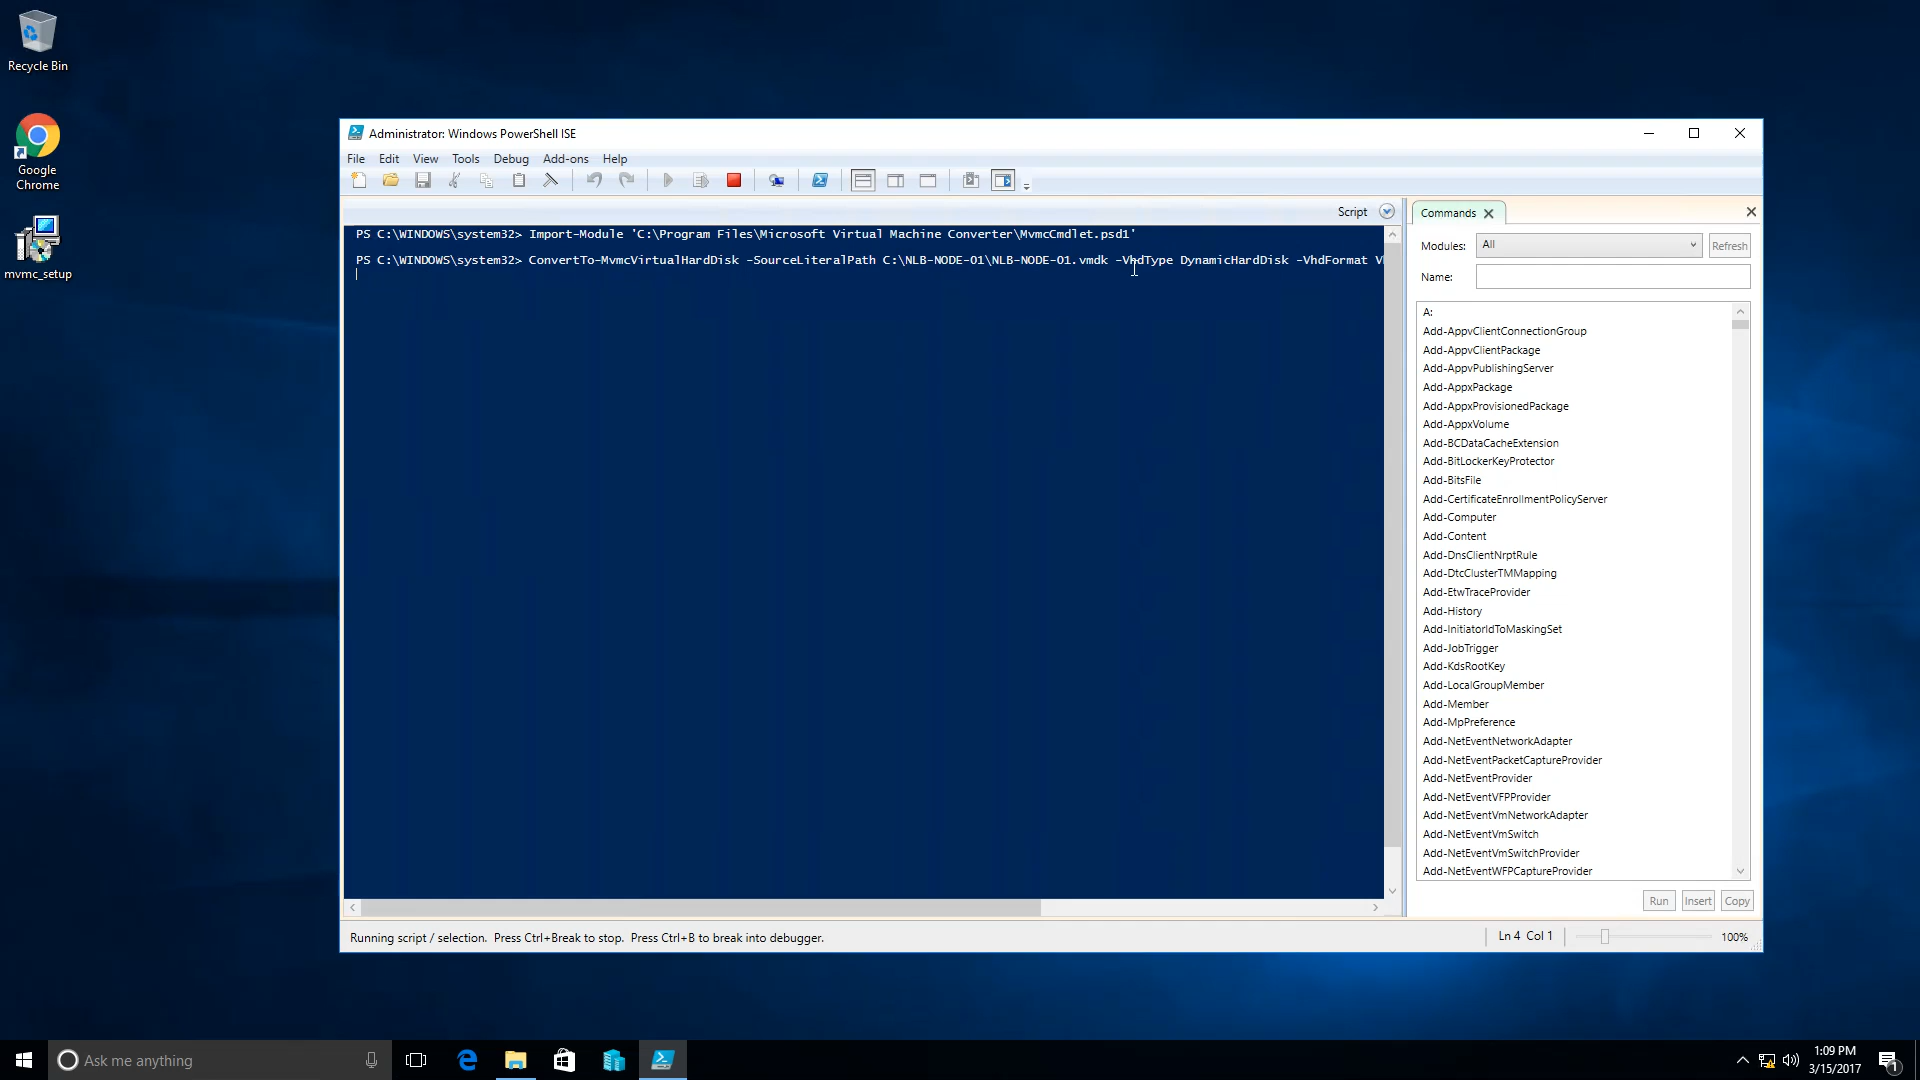 Recycle Bin
Google
Chrome
mvmc_setup
Administrator: Windows PowerShell ISE
File Edit View Tools Debug Add-ons Help
Script
PS C:\WINDOWS\system32> Import-Module 'C:\Program Files\Microsoft Virtual Machine Converter\MvmcCmdlet.psd1'
PS C:\WINDOWS\system32> ConvertTo-MvmcVirtualHardDisk -SourceLiteralPath C:\NLB-NODE-01\NLB-NODE-01.vmdk -VhdType DynamicHardDisk -VhdFormat
Commands
Modules: All Refresh
Name:
A:
Add-AppvClientConnectionGroup
Add-AppvClientPackage
Add-AppvPublishingServer
Add-AppxPackage
Add-AppxProvisionedPackage
Add-AppxVolume
Add-BCDataCacheExtension
Add-BitLockerKeyProtector
Add-BitsFile
Add-CertificateEnrollmentPolicyServer
Add-Computer
Add-Content
Add-DnsClientNrptRule
Add-DtcClusterTMMapping
Add-EtwTraceProvider
Add-History
Add-InitiatorIdToMaskingSet
Add-JobTrigger
Add-KdsRootKey
Add-LocalGroupMember
Add-Member
Add-MpPreference
Add-NetEventNetworkAdapter
Add-NetEventPacketCaptureProvider
Add-NetEventProvider
Add-NetEventVFPProvider
Add-NetEventVmNetworkAdapter
Add-NetEventVmSwitch
Add-NetEventVmSwitchProvider
Add-NetEventWFPCaptureProvider
Run Insert Copy
Running script / selection. Press Ctrl+Break to stop. Press Ctrl+B to break into debugger.
Ln 4 Col 1
100%
Ask me anything
1:09 PM
3/15/2017
1